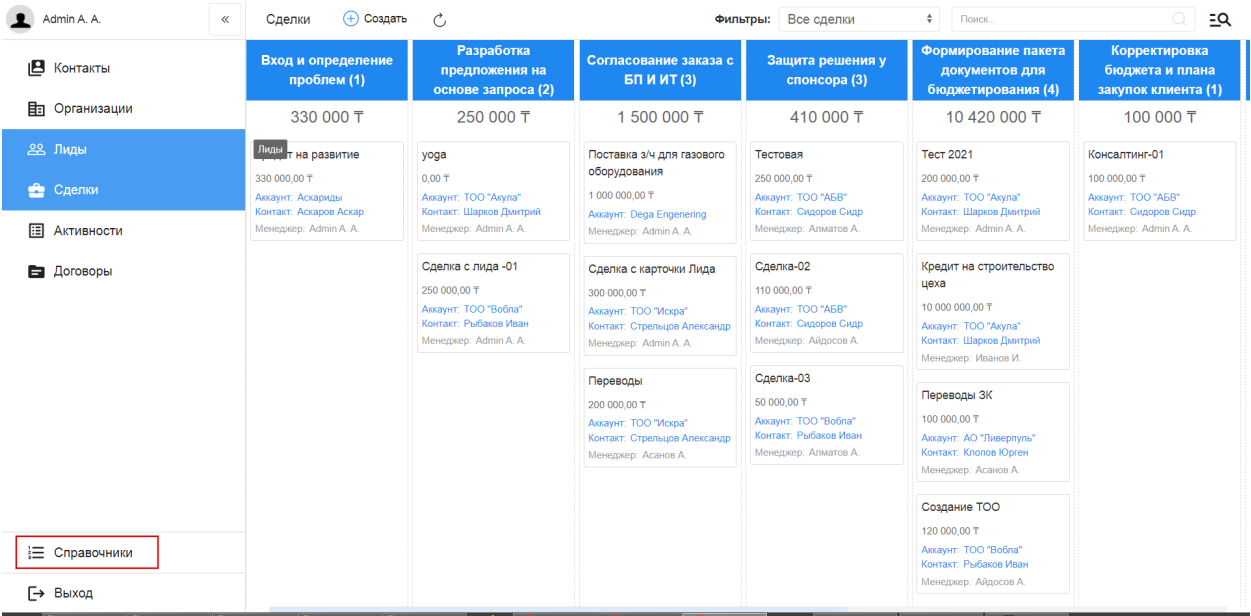 Admin A. A.
«
Контакты
Организации
Лиды
Сделки
Активности
Договоры
Справочники
Выход
Сделки
Создать
Фильтры:
Все сделки
Поиск...
Вход и определение
проблем (1)
330 000 ₸
Лиды
на развитие
330 000,00 ₸
Аккаунт: Аскариды
Контакт: Аскаров Аскар
Менеджер: Admin A. A.
Разработка
предложения на
основе запроса (2)
250 000 ₸
yoga
0,00 ₸
Аккаунт: ТОО "Акула"
Контакт: Шарков Дмитрий
Менеджер: Admin A. A.
Сделка с лида -01
250 000,00 ₸
Аккаунт: ТОО "Вобла"
Контакт: Рыбаков Иван
Менеджер: Admin A. A.
Согласование заказа с
БП И ИТ (3)
1 500 000 ₸
Поставка з/ч для газового
оборудования
1 000 000,00 ₸
Аккаунт: Dega Engenering
Менеджер: Admin A. A.
Сделка с карточки Лида
300 000,00 ₸
Аккаунт: ТОО "Искра"
Контакт: Стрельцов Александр
Менеджер: Admin A. A.
Переводы
200 000,00 ₸
Аккаунт: ТОО "Искра"
Контакт: Стрельцов Александр
Менеджер: Асанов А.
Защита решения у
спонсора (3)
410 000 ₸
Тестовая
250 000,00 ₸
Аккаунт: ТОО "АБВ"
Контакт: Сидоров Сидр
Менеджер: Алматов А.
Сделка-02
110 000,00 ₸
Аккаунт: ТОО "АБВ"
Контакт: Сидоров Сидр
Менеджер: Айдосов А.
Сделка-03
50 000,00 ₸
Аккаунт: ТОО "Вобла"
Контакт: Рыбаков Иван
Менеджер: Алматов А.
Формирование пакета
документов для
бюджетирования (4)
10 420 000 ₸
Тест 2021
200 000,00 ₸
Аккаунт: ТОО "Акула"
Контакт: Шарков Дмитрий
Менеджер: Admin A. A.
Кредит на строительство
цеха
10 000 000,00 ₸
Аккаунт: ТОО "Акула"
Контакт: Шарков Дмитрий
Менеджер: Иванов И.
Переводы ЗК
100 000,00 ₸
Аккаунт: АО "Ливерпуль"
Контакт: Клопов Юрген
Менеджер: Асанов А.
Создание ТОО
120 000,00 ₸
Аккаунт: ТОО "Вобла"
Контакт: Рыбаков Иван
Менеджер: Айдосов А.
Корректировка
бюджета и плана
закупок клиента (1)
100 000 ₸
Консалтинг-01
100 000,00 ₸
Аккаунт: ТОО "АБВ"
Контакт: Сидоров Сидр
Менеджер: Admin A. A.